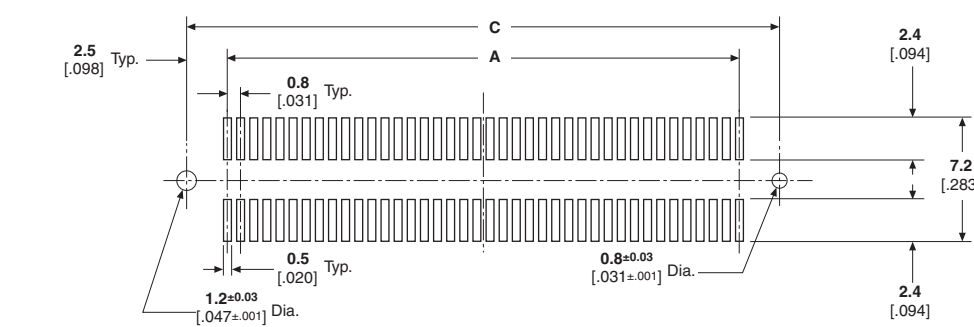 C
2.5
[.098] Typ.
A
2.4
[.094]
0.8
[.031] Typ.
7.2
[.283
0.5
[.020] Typ.
0.8±0.03
[.031±.001] Dia.
1.2±0.03
[.047±.001] Dia.
2.4
[.094]